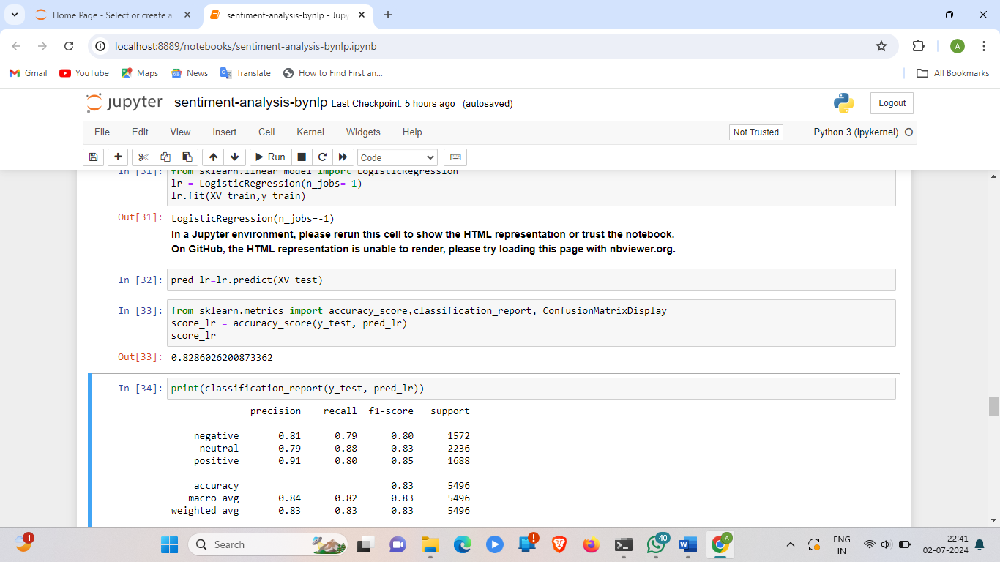 Home Page - Select or create a
sentiment-analysis-bynlp - Jupy
localhost:8889/notebooks/sentiment-analysis-bynlp.ipynb
A
Gmail YouTube Maps News Translate How to Find First an... All Bookmarks
jupyter sentiment-analysis-bynlp Last Checkpoint: 5 hours ago (autosaved) Logout
File Edit View Insert Cell Kernel Widgets Help Not Trusted Python 3 (ipykernel)
Run Code
In [31]: from sklearn.linear_model import LogisticRegression
lr = LogisticRegression(n_jobs=-1)
lr.fit(XV_train,y_train)
Out[31]: LogisticRegression(n_jobs=-1)
In a Jupyter environment, please rerun this cell to show the HTML representation or trust the notebook.
On GitHub, the HTML representation is unable to render, please try loading this page with nbviewer.org.
In [32]: pred_lr=lr.predict(XV_test)
In [33]: from sklearn.metrics import accuracy_score,classification_report, ConfusionMatrixDisplay
score_lr = accuracy_score(y_test, pred_lr)
score_lr
Out[33]: 0.8286026200873362
In [34]: print(classification_report(y_test, pred_lr))
precision recall f1-score support
negative 0.81 0.79 0.80 1572
neutral 0.79 0.88 0.83 2236
positive 0.91 0.80 0.85 1688
accuracy 0.83 5496
macro avg 0.84 0.82 0.83 5496
weighted avg 0.83 0.83 0.83 5496
1
Search
40
A
ENG
IN
22:41
02-07-2024